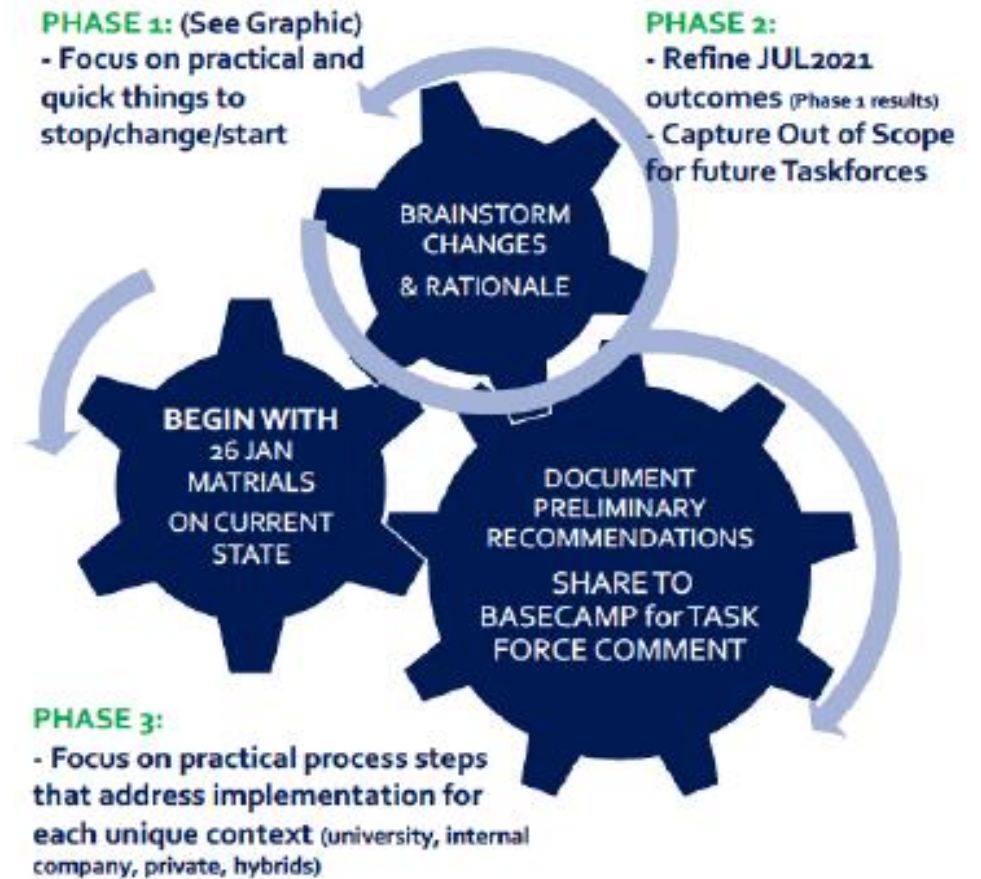 PHASE 1: (See Graphic)
- Focus on practical and
quick things to
stop/change/start
PHASE 2:
- Refine JUL2021
outcomes (Phase 1 results)
- Capture Out of Scope
for future Taskforces
BRAINSTORM
CHANGES
& RATIONALE
BEGIN WITH
26 JAN
MATRIALS
ON CURRENT
STATE
DOCUMENT
PRELIMINARY
RECOMMENDATIONS
SHARE TO
BASECAMP for TASK
FORCE COMMENT
PHASE 3:
- Focus on practical process steps
that address implementation for
each unique context (university, internal
company, private, hybrids)